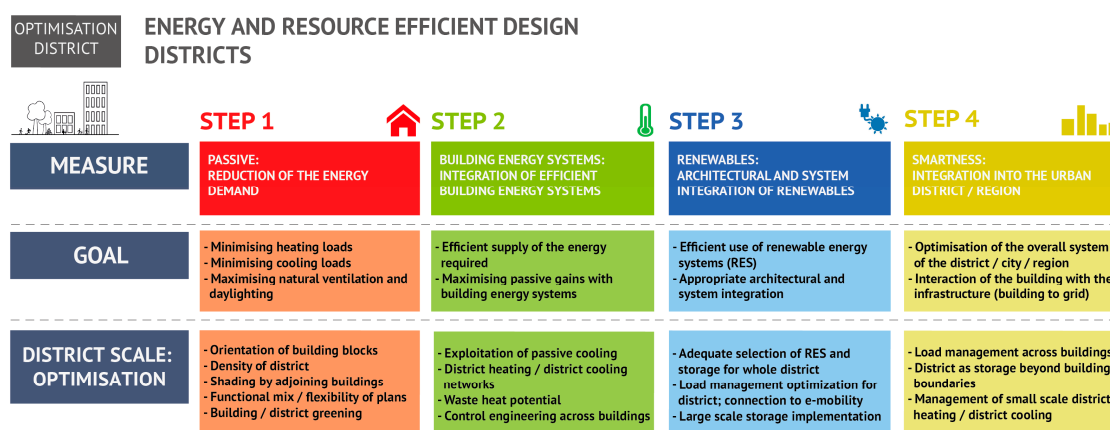 OPTIMISATION
DISTRICT
ENERGY AND RESOURCE EFFICIENT DESIGN
DISTRICTS
STEP 1
STEP 2
STEP 3
STEP 4
MEASURE
PASSIVE:
REDUCTION OF THE ENERGY
DEMAND
BUILDING ENERGY SYSTEMS:
INTEGRATION OF EFFICIENT
BUILDING ENERGY SYSTEMS
RENEWABLES:
ARCHITECTURAL AND SYSTEM
INTEGRATION OF RENEWABLES
SMARTNESS:
INTEGRATION INTO THE URBAN
DISTRICT / REGION
GOAL
- Minimising heating loads
- Minimising cooling loads
- Maximising natural ventilation and
daylighting
- Efficient supply of the energy
required
- Maximising passive gains with
building energy systems
- Efficient use of renewable energy
systems (RES)
- Appropriate architectural and
system integration
- Optimisation of the overall system
of the district / city / region
- Interaction of the building with the
infrastructure (building to grid)
DISTRICT SCALE:
OPTIMISATION
- Orientation of building blocks
- Density of district
- Shading by adjoining buildings
- Functional mix / flexibility of plans
- Building / district greening
- Exploitation of passive cooling
- District heating / district cooling
networks
- Waste heat potential
- Control engineering across buildings
- Adequate selection of RES and
storage for whole district
- Load management optimization for
district; connection to e-mobility
- Large scale storage implementation
- Load management across buildings
- District as storage beyond building
boundaries
- Management of small scale district
heating / district cooling